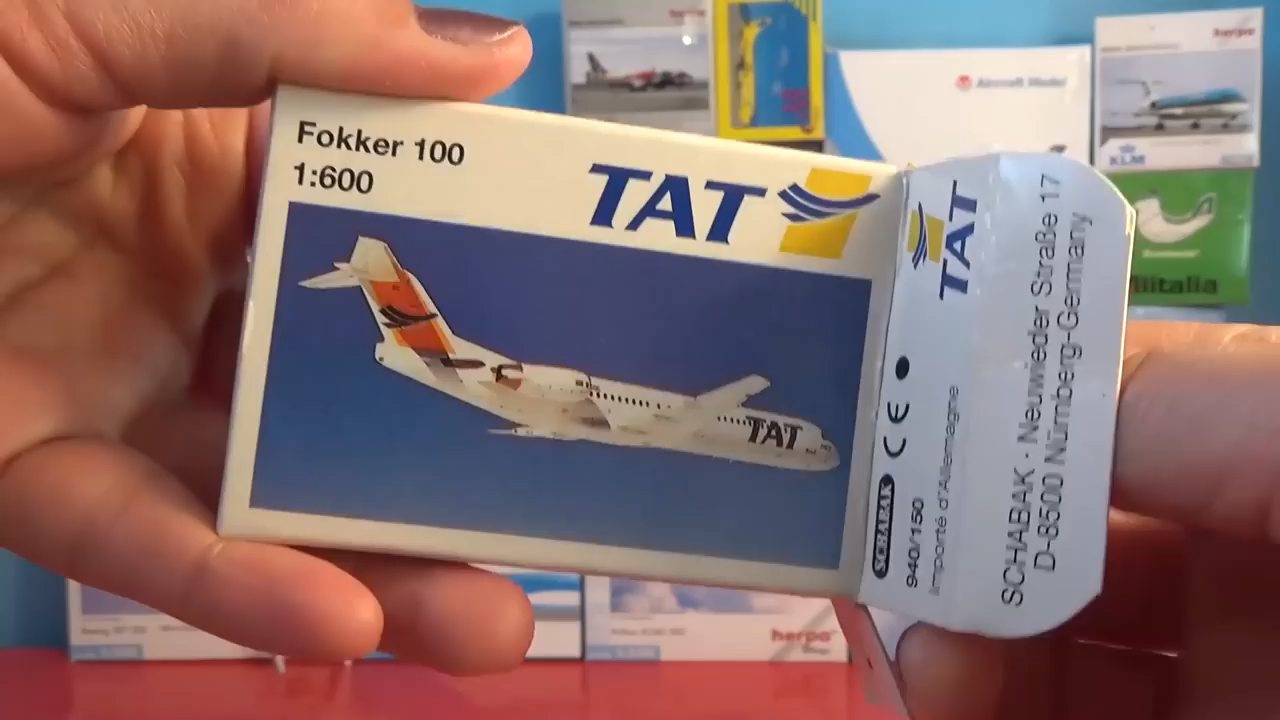 Fokker 100
1:600
TAT
TAT
TAT
SCHABAK CE
940/150
Importé d'Allemagne
SCHABAK · Neuwieder Straße 17
D-8500 Nürnberg-Germany
herpa
Aircraft Model
herpa
KLM
Alitalia
herpa